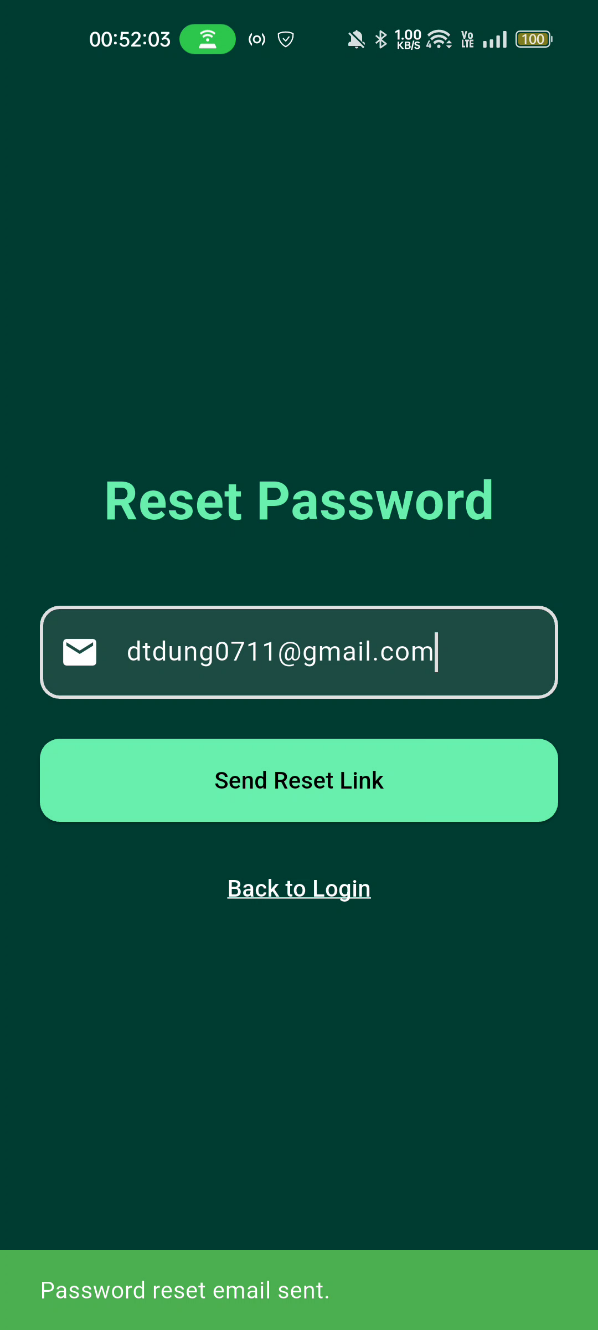 00:52:03 1.00 KB/S 4 Vo LTE 100
Reset Password
dtdung0711@gmail.com
Send Reset Link
Back to Login
Password reset email sent.